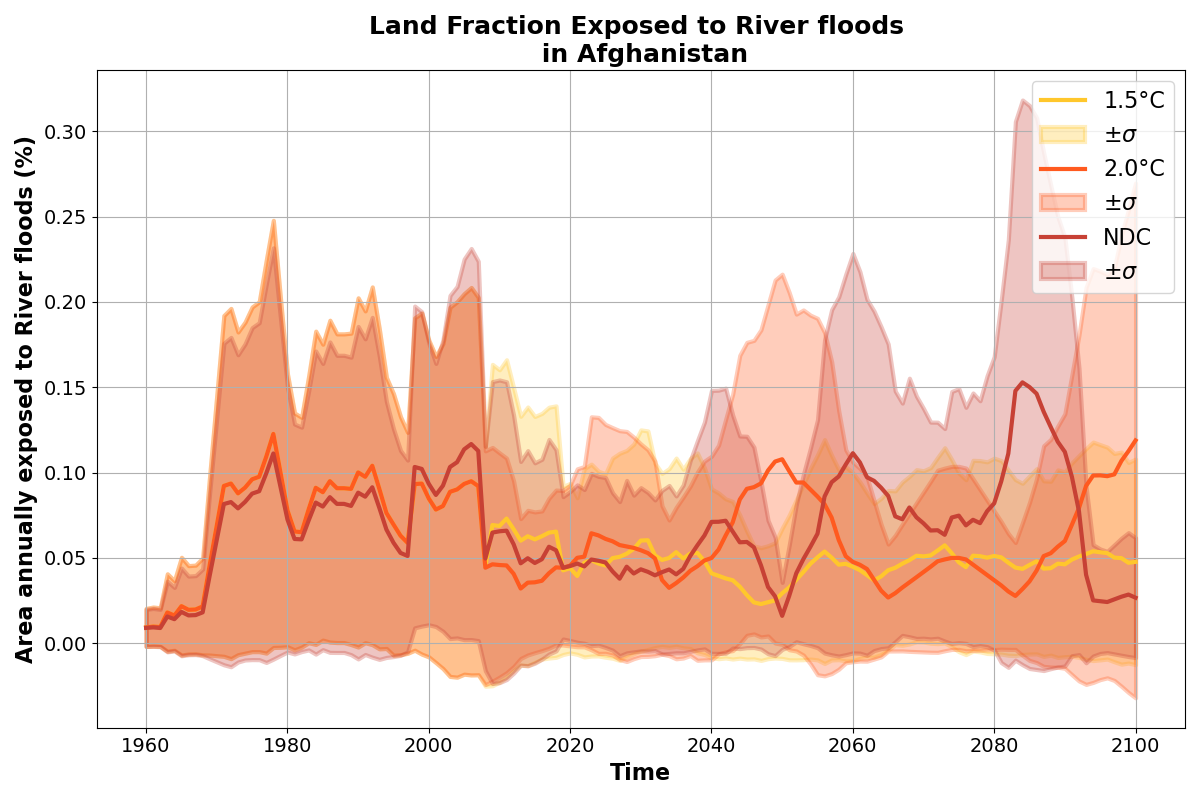 Land Fraction Exposed to River floods
in Afghanistan
Area annually exposed to River floods (%)
0.30
0.25
0.20
0.15
0.10
0.05
0.00
1960 1980 2000 2020 2040 2060 2080 2100
Time
1.5°C
±σ
2.0°C
±σ
NDC
±σ